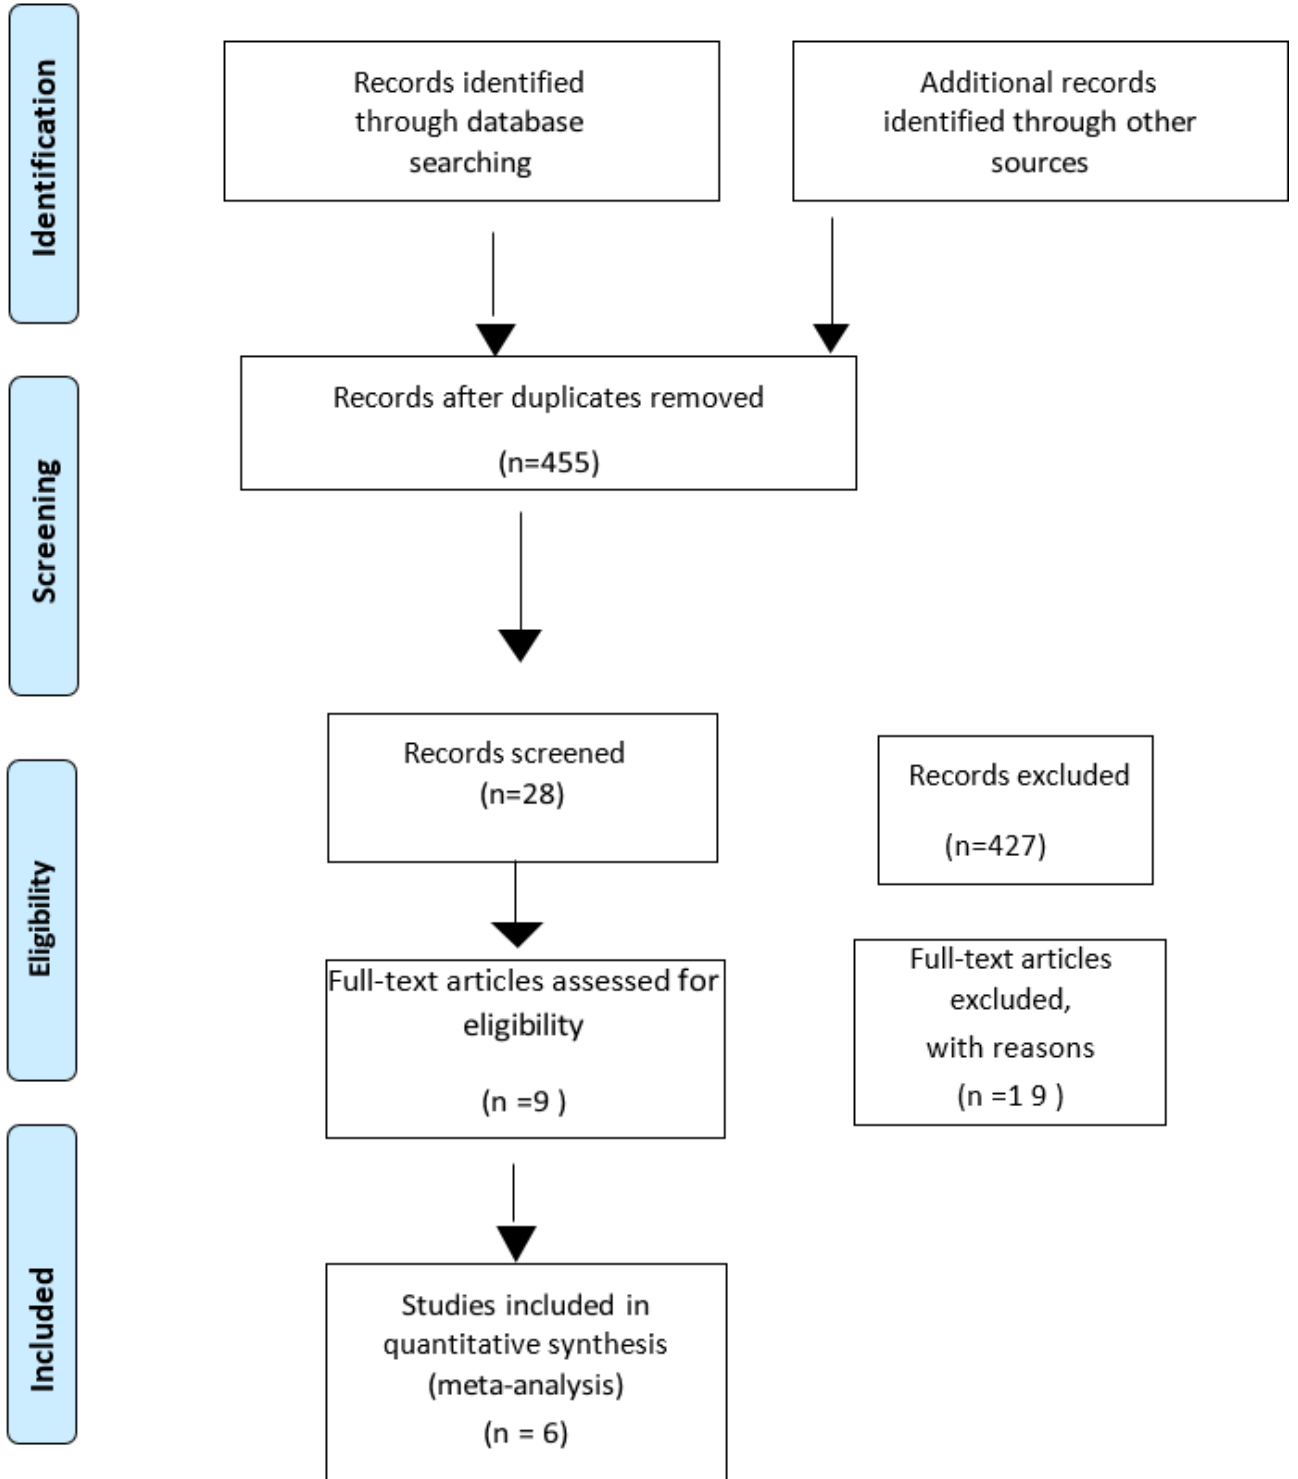 Identification
Records identified
through database
searching
Additional records
identified through other
sources
Screening
Records after duplicates removed
(n=455)
Eligibility
Records screened
(n=28)
Records excluded
(n=427)
Full-text articles assessed for
eligibility
(n =9 )
Full-text articles
excluded,
with reasons
(n =1 9 )
Included
Studies included in
quantitative synthesis
(meta-analysis)
(n = 6)